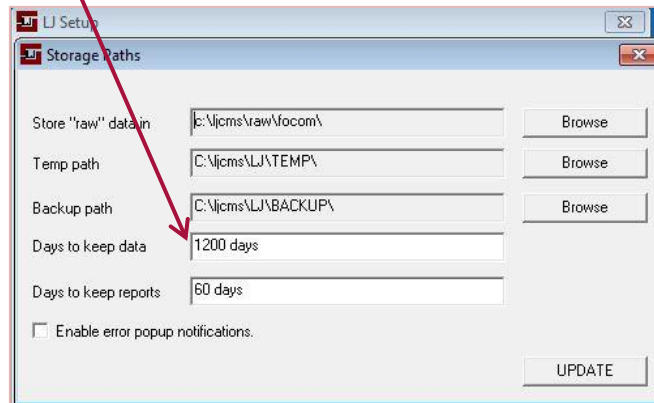 LJ Setup
Storage Paths
Store "raw" data in c:\ljcms\raw\focom\ Browse
Temp path C:\ljcms\LJ\TEMP\ Browse
Backup path C:\ljcms\LJ\BACKUP\ Browse
Days to keep data 1200 days
Days to keep reports 60 days
Enable error popup notifications.
UPDATE